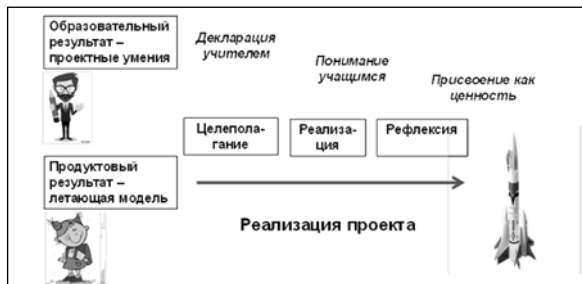 Образовательный
результат –
проектные умения
Декларация
учителем
Понимание
учащимся
Присвоение как
ценность
Целепола-
гание
Реализа-
ция
Рефлексия
Продуктовый
результат –
летающая модель
Реализация проекта